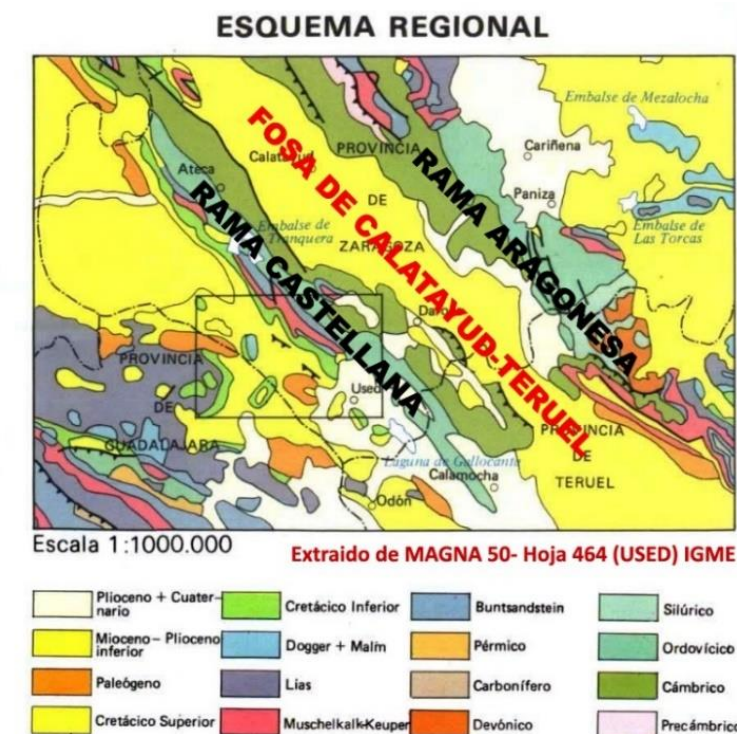 ESQUEMA REGIONAL
Embalse de Mezalocha
PROVINCIA
Cariñena
Ateca
FOSA DE CALATAYUD-TERUEL
RAMA ARAGONESA
Paniza
DE
RAMA CASTELLANA
Embalse de
Tranquera
ZARAGOZA
Embalse de
Las Torcas
PROVINCIA
Used
DE
GUADALAJARA
PROVINCIA
Laguna de Gallocanta
DE
Calamocha
TERUEL
Odón
Escala 1:1000.000
Extraido de MAGNA 50- Hoja 464 (USED) IGME
Plioceno + Cuater-
nario
Cretácico Inferior
Buntsandstein
Silúrico
Mioceno- Plioceno
inferior
Dogger + Malm
Pérmico
Ordovícico
Paleógeno
Lias
Carbonífero
Cámbrico
Cretácico Superior
Muschelkalk-Keuper
Devónico
Precámbrico